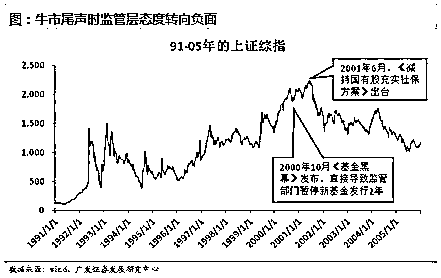 图：牛市尾声时监管层态度转向负面
91-05年的上证综指
2001年6月，《减
持国有股充实社保
方案》出台
2,500
2,000
1,500
1,000
500
0
2000年10月《基金黑
幕》发布，直接导致监管
部门暂停新基金发行2年
1991/1/1
1992/1/1
1993/1/1
1994/1/1
1995/1/1
1996/1/1
1997/1/1
1998/1/1
1999/1/1
2000/1/1
2001/1/1
2002/1/1
2003/1/1
2004/1/1
2005/1/1
数据来源：wind，广发证券发展研究中心